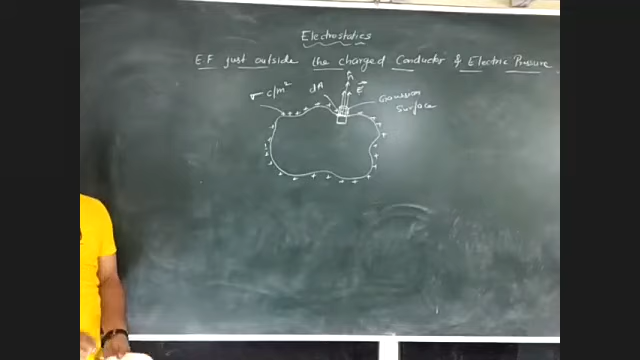 Electrostatics
E.F just outside the charged Conductor & Electric Pressure
n̂
σ c/m²
dA
E⃗
Gaussian
surface